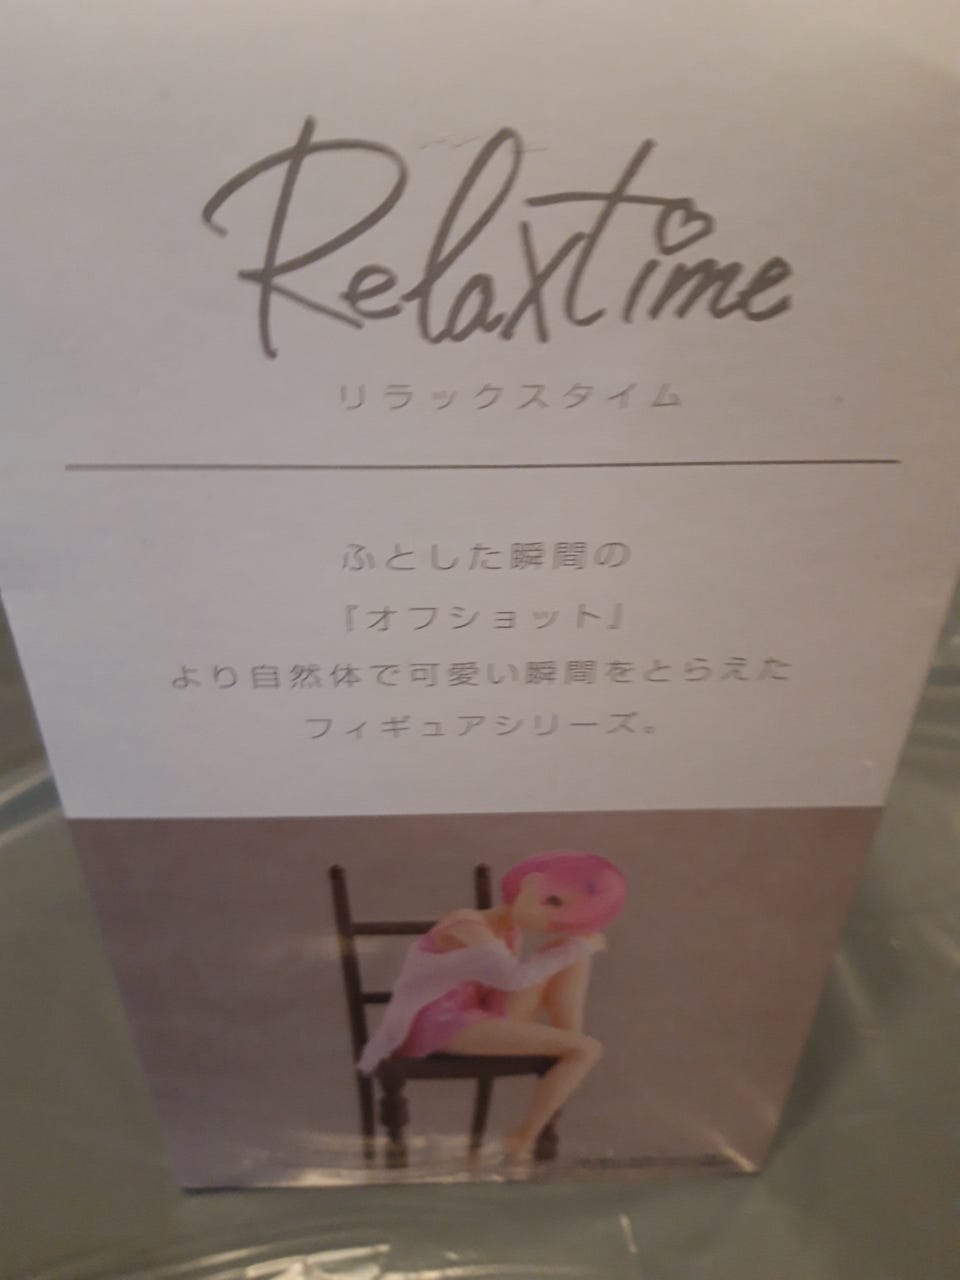 Relaxtime
リラックスタイム
ふとした瞬間の
『オフショット』
より自然体で可愛い瞬間をとらえた
フィギュアシリーズ。